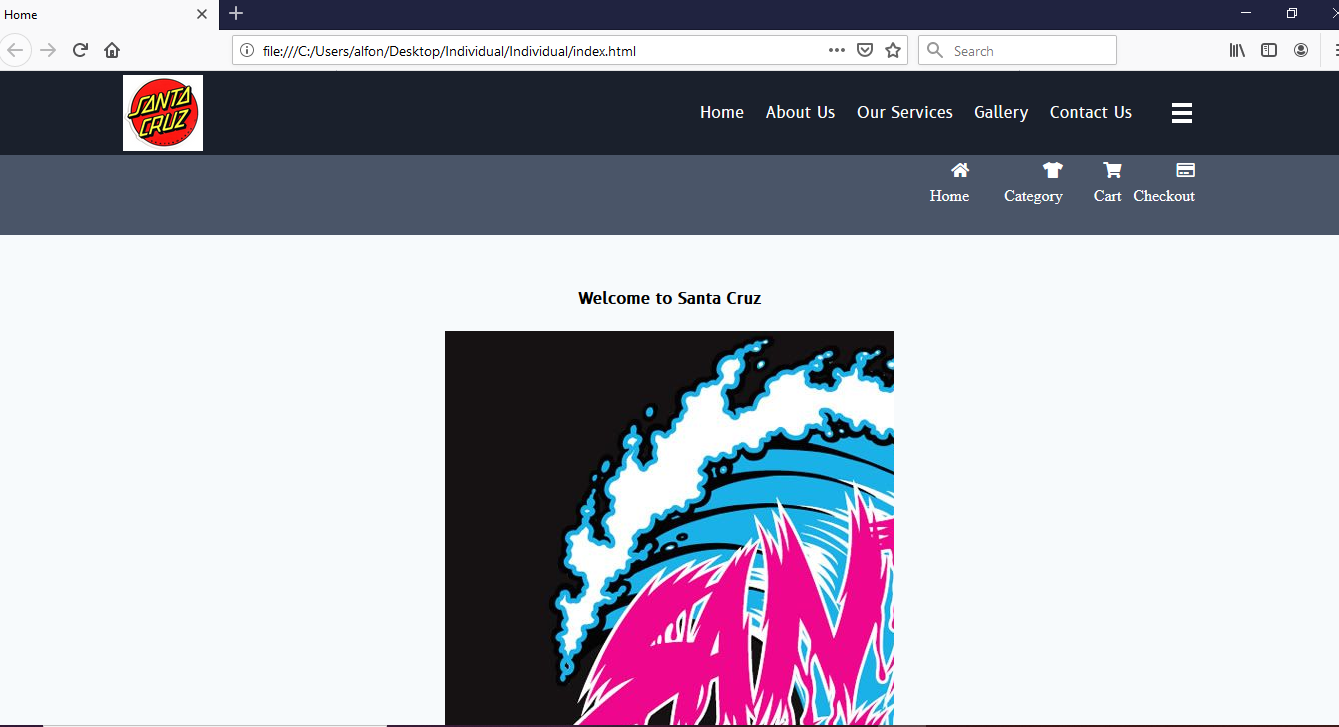 Home
file:///C:/Users/alfon/Desktop/Individual/Individual/index.html
Search
SANTA
CRUZ
Home About Us Our Services Gallery Contact Us
Home Category Cart Checkout
Welcome to Santa Cruz
SAN